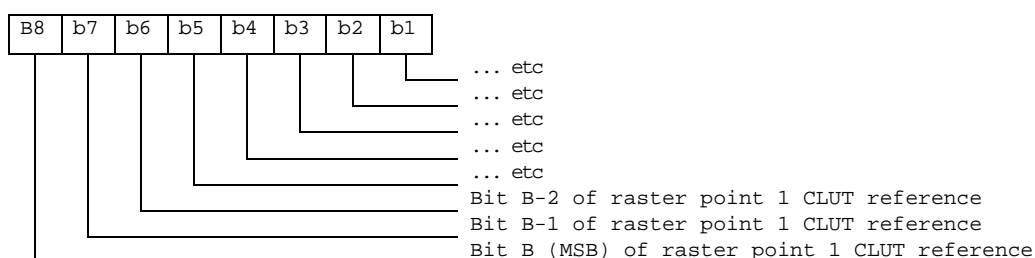 B8 b7 b6 b5 b4 b3 b2 b1
... etc
... etc
... etc
... etc
... etc
Bit B-2 of raster point 1 CLUT reference
Bit B-1 of raster point 1 CLUT reference
Bit B (MSB) of raster point 1 CLUT reference